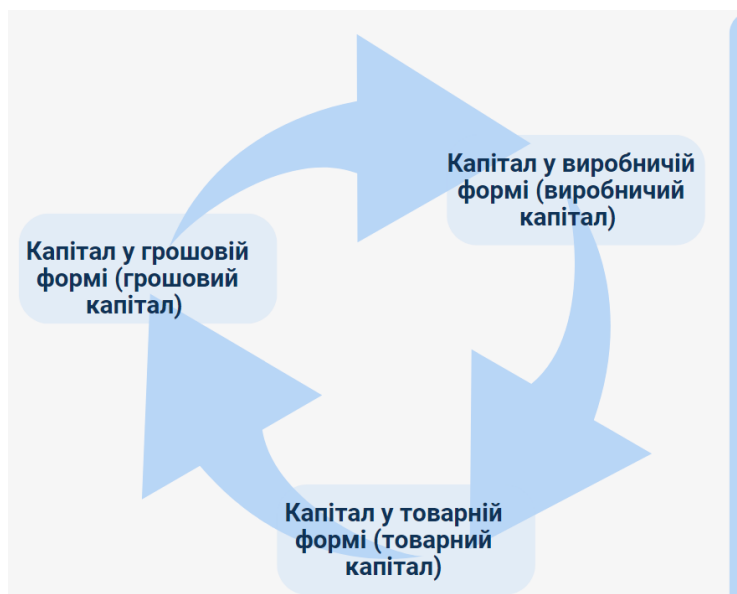 Капітал у виробничій
формі (виробничий
капітал)
Капітал у грошовій
формі (грошовий
капітал)
Капітал у товарній
формі (товарний
капітал)